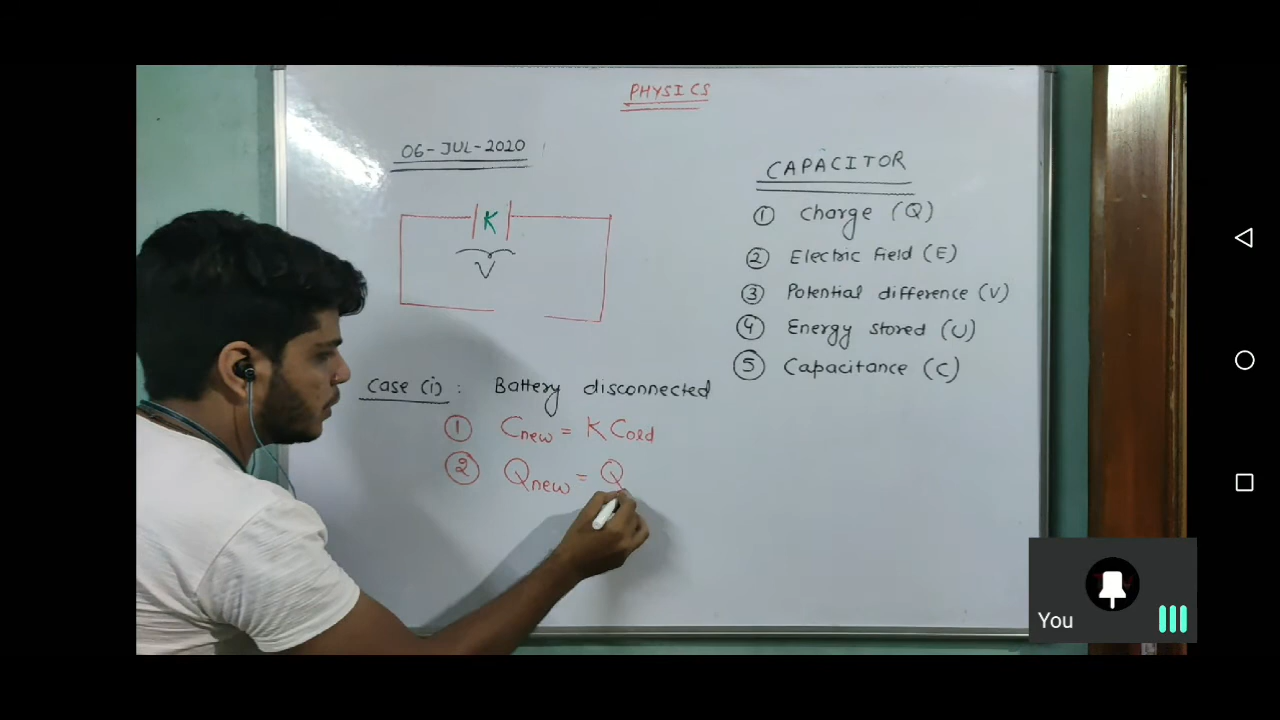 PHYSICS
06-JUL-2020
K
V
CAPACITOR
① Charge (Q)
② Electric field (E)
③ Potential difference (V)
④ Energy stored (U)
⑤ Capacitance (C)
Case (i) : Battery disconnected
① Cnew = K Cold
② Qnew = Q
You